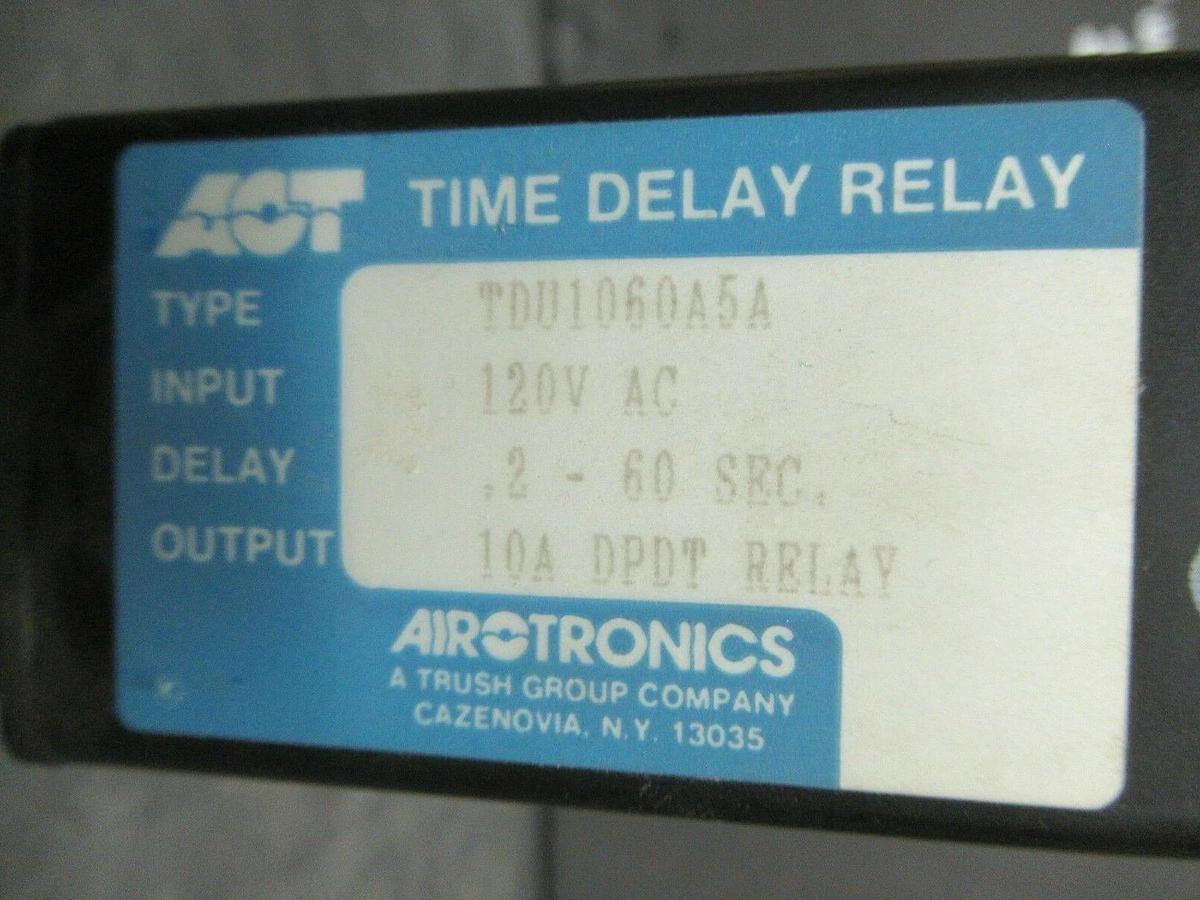 ACT TIME DELAY RELAY
TYPE TDU1060A5A
INPUT 120V AC
DELAY .2 - 60 SEC.
OUTPUT 10A DPDT RELAY
AIROTRONICS
A TRUSH GROUP COMPANY
CAZENOVIA, N.Y. 13035